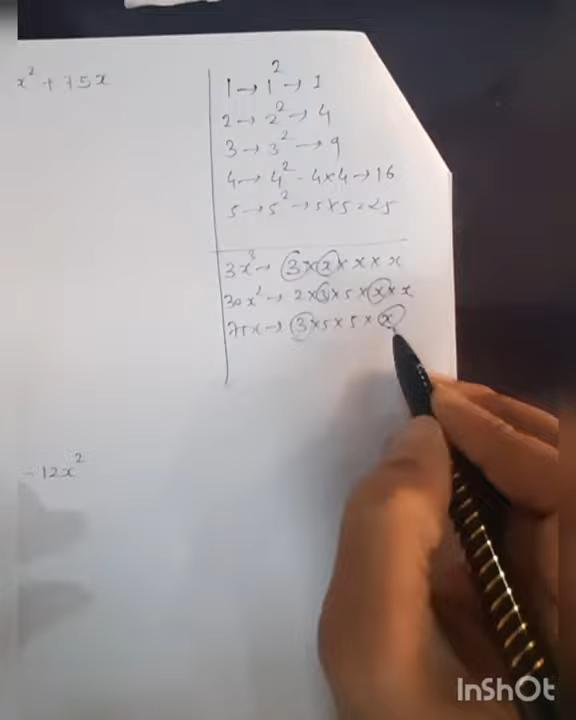 x² + 75x
1 → 1² → 1
2 → 2² → 4
3 → 3² → 9
4 → 4² - 4×4 → 16
5 → 5² → 5×5 = 25
3x³ → 3 × x × x × x
30x² → 2 × 3 × 5 × x × x
75x → 3 × 5 × 5 × x
- 12x²
InShOt